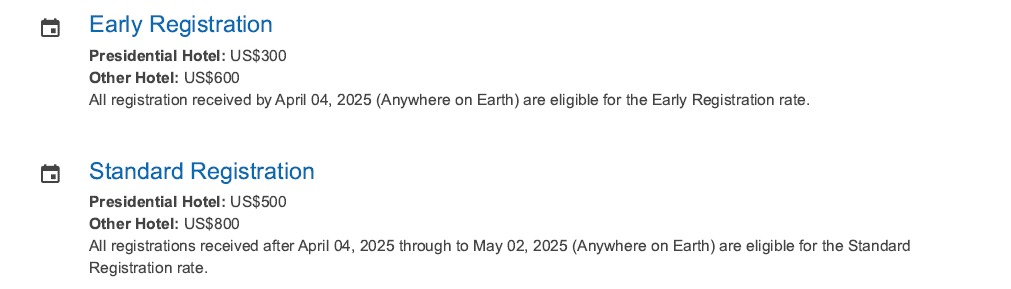 Early Registration
Presidential Hotel: US$300
Other Hotel: US$600
All registration received by April 04, 2025 (Anywhere on Earth) are eligible for the Early Registration rate.
Standard Registration
Presidential Hotel: US$500
Other Hotel: US$800
All registrations received after April 04, 2025 through to May 02, 2025 (Anywhere on Earth) are eligible for the Standard
Registration rate.